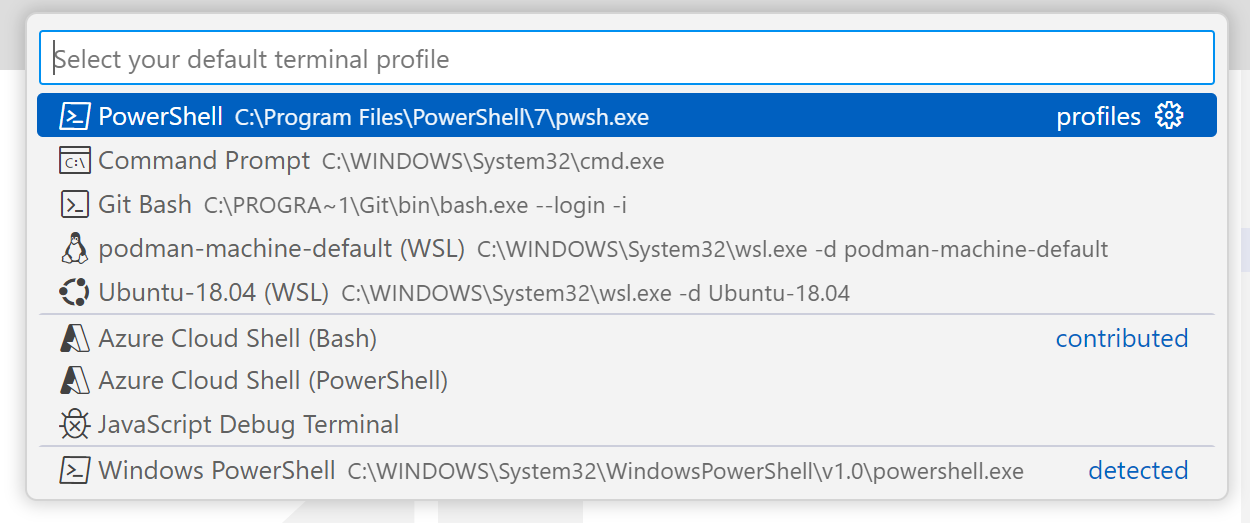 Select your default terminal profile
PowerShell C:\Program Files\PowerShell\7\pwsh.exe profiles
C:\ Command Prompt C:\WINDOWS\System32\cmd.exe
Git Bash C:\PROGRA~1\Git\bin\bash.exe --login -i
podman-machine-default (WSL) C:\WINDOWS\System32\wsl.exe -d podman-machine-default
Ubuntu-18.04 (WSL) C:\WINDOWS\System32\wsl.exe -d Ubuntu-18.04
Azure Cloud Shell (Bash) contributed
Azure Cloud Shell (PowerShell)
JavaScript Debug Terminal
Windows PowerShell C:\WINDOWS\System32\WindowsPowerShell\v1.0\powershell.exe detected